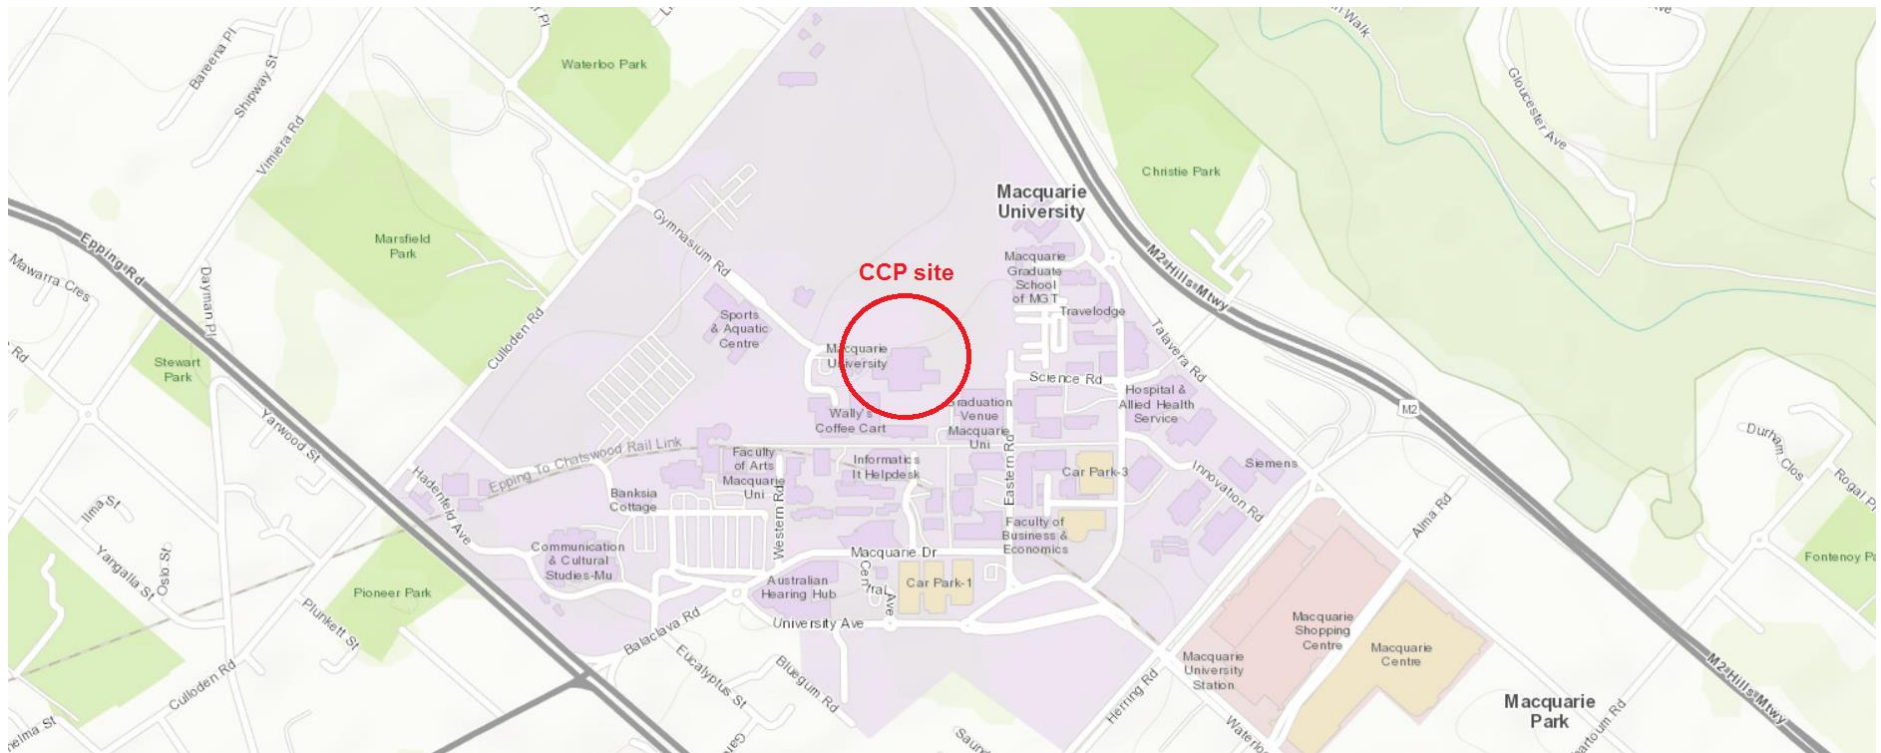 Bareena Pl
Shipway St
Vimiera Rd
Waterloo Park
Christie Park
Gloucester Ave
Walk
Macquarie
University
Marsfield
Park
Gymnasium Rd
Epping Rd
Mawarra Cres
Dayman Pl
CCP site
Macquarie
Graduate
School
of MGT
Travelodge
M2 Hills Mtwy
Talavera Rd
Sports
& Aquatic
Centre
Culloden Rd
Macquarie
University
Stewart
Park
Rd
Science Rd
Hospital &
Allied Health
Service
M2
Graduation
Venue
Macquarie
Uni
Wally's
Coffee Cart
Yarwood St
Epping To Chatswood Rail Link
Faculty
of Arts
Macquarie
Uni
Informatics
It Helpdesk
Eastern Rd
Car Park-3
Innovation Rd
Siemens
Durham
Clos
Hadenfeld Ave
Banksia
Cottage
Western Rd
Alma Rd
Ilma St
Oslo St
Yangalla St
Communication
& Cultural
Studies-Mu
Faculty of
Business &
Economics
Macquarie Dr
Central Ave
Car Park-1
Australian
Hearing Hub
Pioneer Park
Plunkett St
University Ave
Balaclava Rd
Eucalyptus St
Bluegum Rd
Culloden Rd
Macquarie
Shopping
Centre
Macquarie
Centre
Macquarie
University
Station
Herring Rd
Macquarie
Park
M2 Hills Mtwy